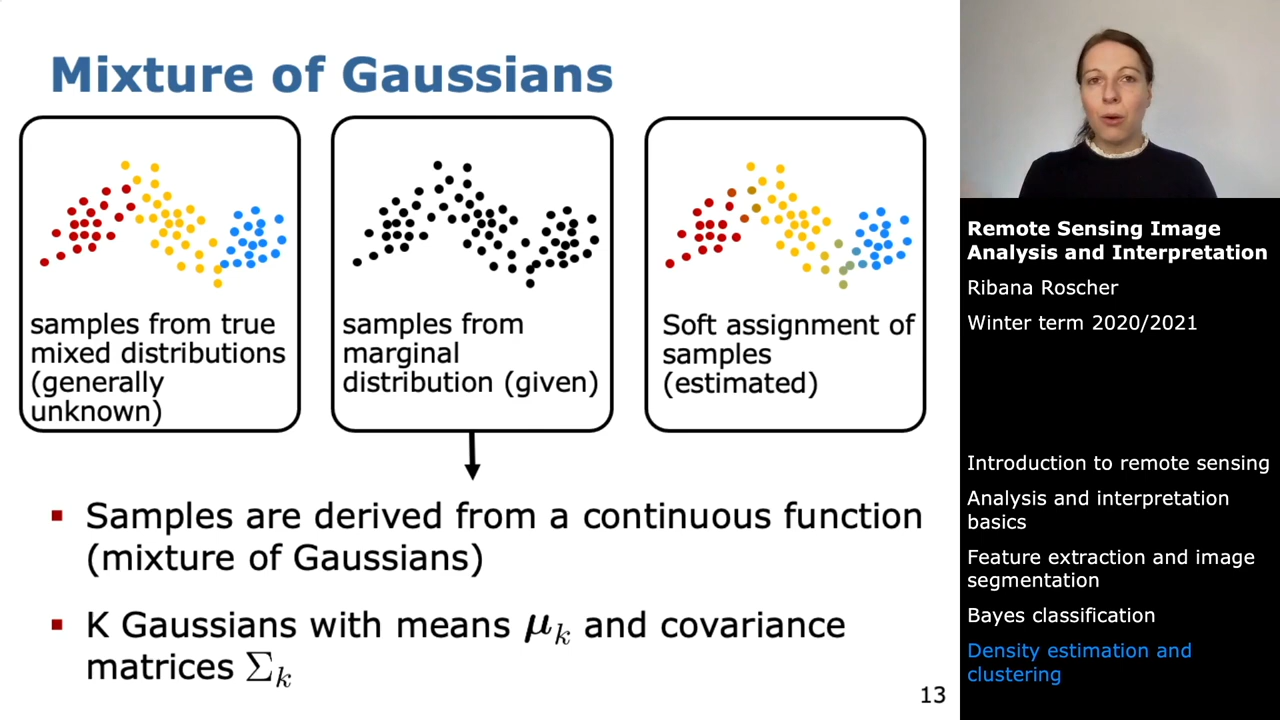 Mixture of Gaussians
samples from true
mixed distributions
(generally
unknown)
samples from
marginal
distribution (given)
Soft assignment of
samples
(estimated)
▪ Samples are derived from a continuous function
(mixture of Gaussians)
▪ K Gaussians with means μk and covariance
matrices Σk
13
Remote Sensing Image
Analysis and Interpretation
Ribana Roscher
Winter term 2020/2021
Introduction to remote sensing
Analysis and interpretation
basics
Feature extraction and image
segmentation
Bayes classification
Density estimation and
clustering